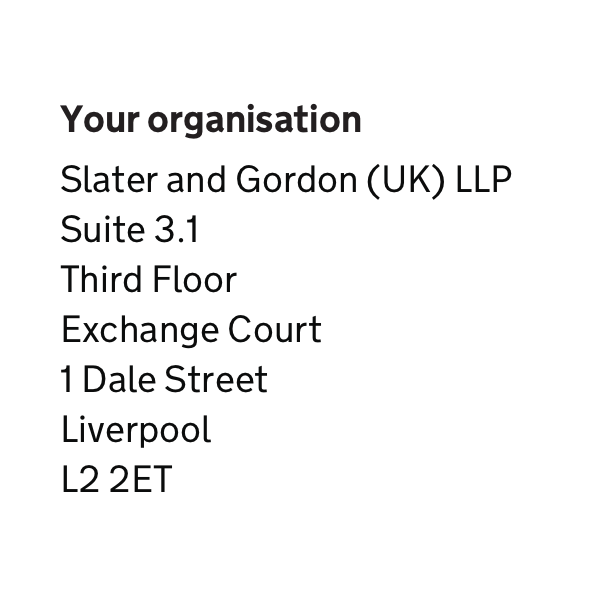 Your organisation
Slater and Gordon (UK) LLP
Suite 3.1
Third Floor
Exchange Court
1 Dale Street
Liverpool
L2 2ET